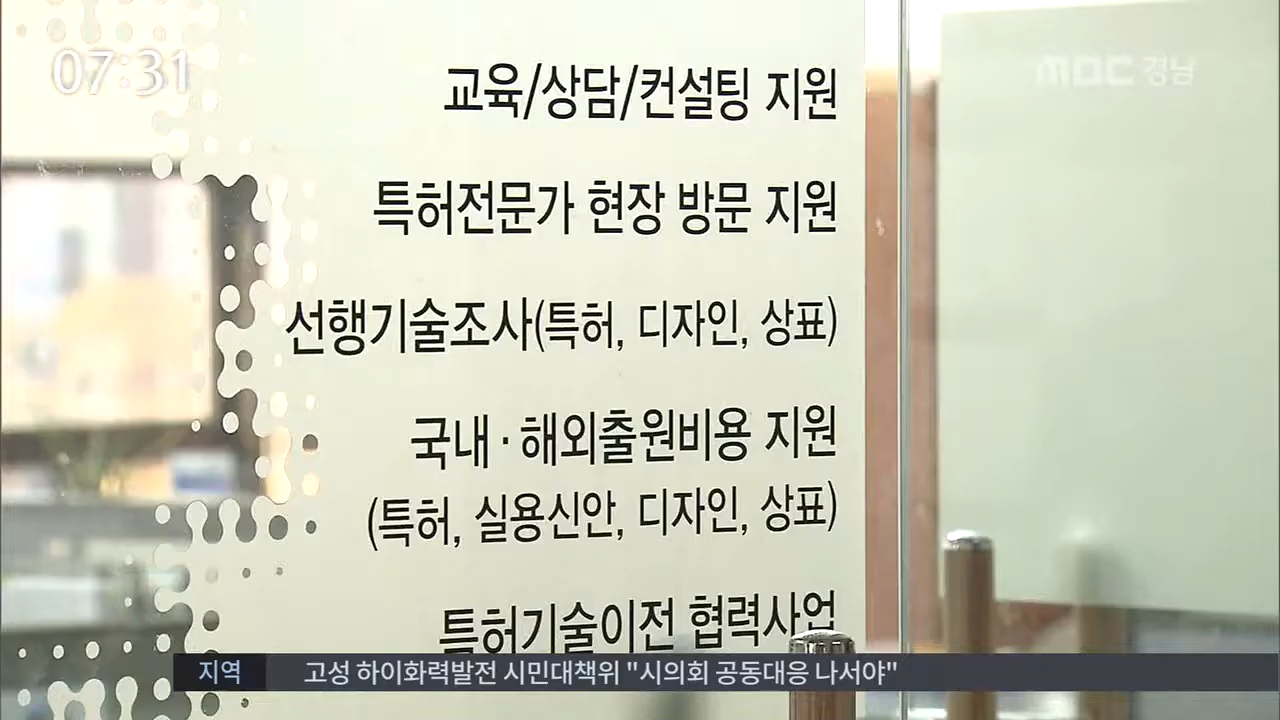 07:31
MBC 경남
교육/상담/컨설팅 지원
특허전문가 현장 방문 지원
선행기술조사(특허, 디자인, 상표)
국내·해외출원비용 지원
(특허, 실용신안, 디자인, 상표)
특허기술이전 협력사업
지역 고성 하이화력발전 시민대책위 "시의회 공동대응 나서야"